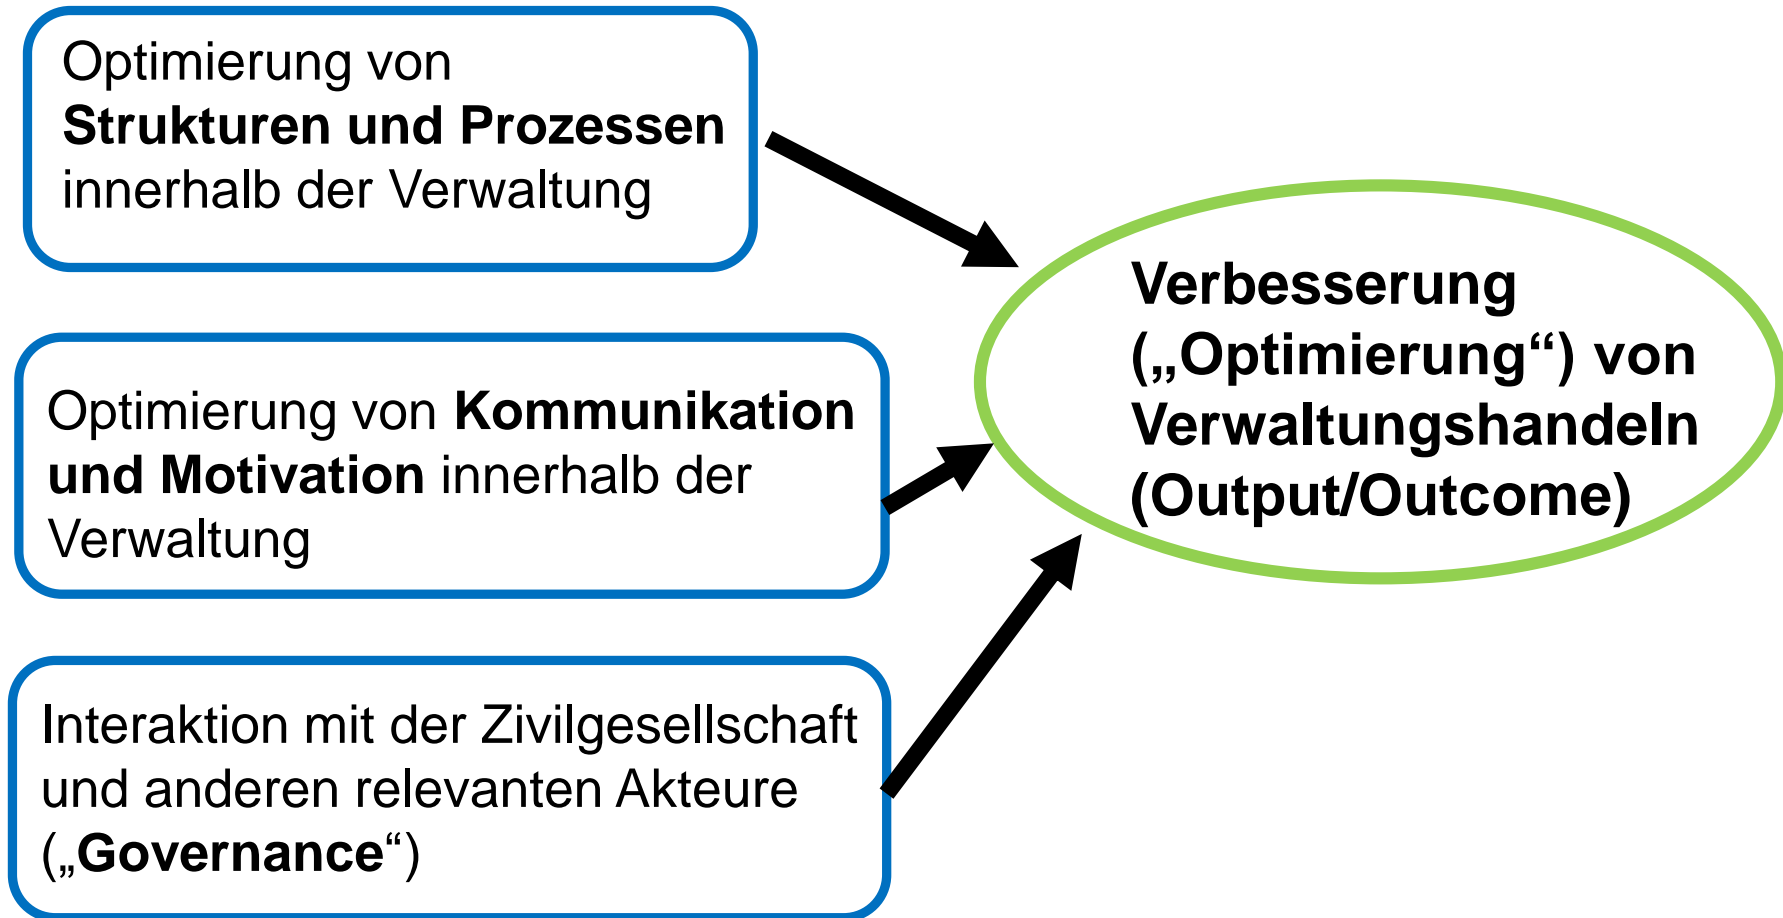 Optimierung von
Strukturen und Prozessen
innerhalb der Verwaltung
Optimierung von Kommunikation
und Motivation innerhalb der
Verwaltung
Interaktion mit der Zivilgesellschaft
und anderen relevanten Akteure
(„Governance“)
Verbesserung
(„Optimierung“) von
Verwaltungshandeln
(Output/Outcome)